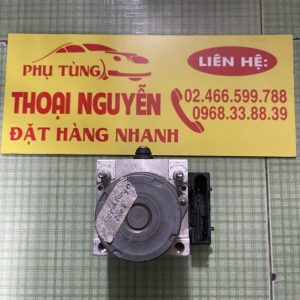 PHỤ TÙNG
THOẠI NGUYỄN
ĐẶT HÀNG NHANH
LIÊN HỆ:
02.466.599.788
0968.33.88.39